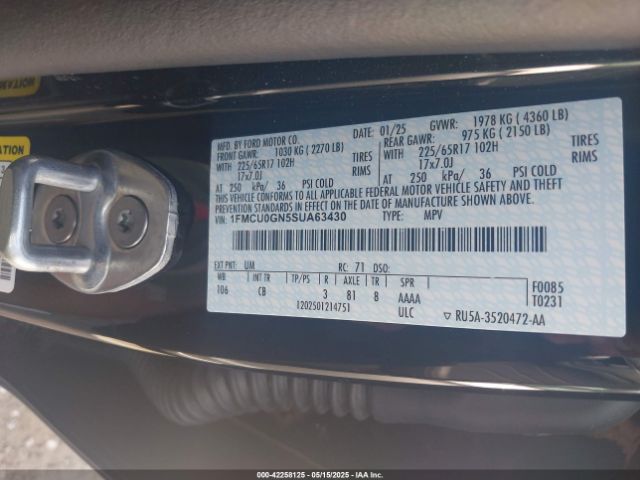 MFD. BY FORD MOTOR CO.
01/25
GVWR: 1978 KG ( 4360 LB)
FRONT GAWR: 1030 KG ( 2270 LB)
REAR GAWR: 975 KG ( 2150 LB)
WITH 225/65R17 102H TIRES
WITH 225/65R17 102H TIRES
17x7.0J RIMS
17x7.0J RIMS
AT 250 kPa/ 36 PSI COLD
AT 250 kPa/ 36 PSI COLD
THIS VEHICLE CONFORMS TO ALL APPLICABLE FEDERAL MOTOR VEHICLE SAFETY AND THEFT
PREVENTION STANDARDS IN EFFECT ON THE DATE OF MANUFACTURE SHOWN ABOVE.
VIN: 1FMCU0GN5SUA63430
TYPE: MPV
EXT PNT: UM RC: 71 DSO:
WB INT TR TP/PS R AXLE TR SPR
106 CB 3 81 8 AAAA
F0085
T0231
1202501214751 ULC
RU5A-3520472-AA
000-42258125 - 05/15/2025 - IAAI.COM